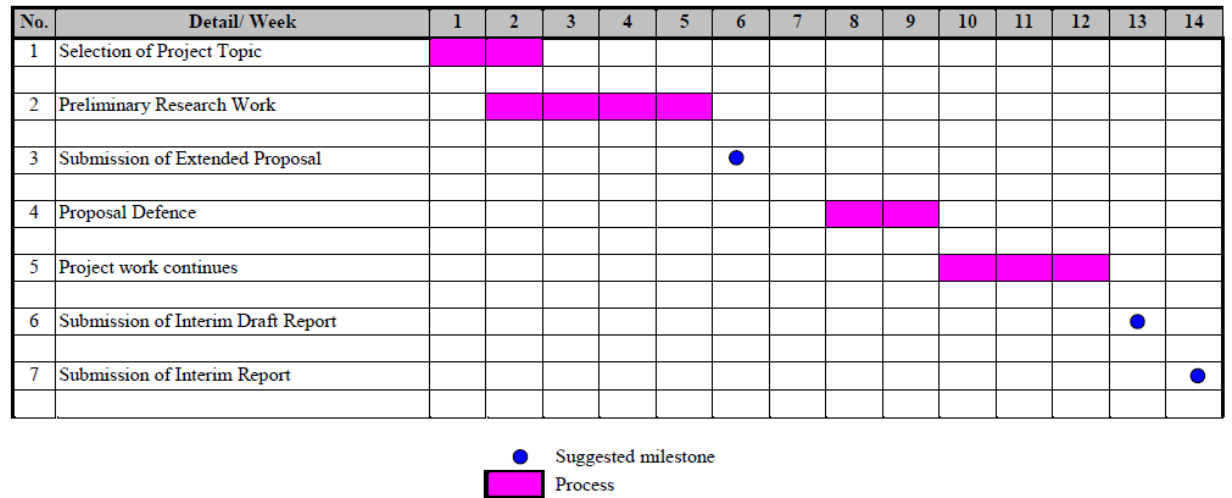 No. Detail/ Week 1 2 3 4 5 6 7 8 9 10 11 12 13 14
1 Selection of Project Topic
2 Preliminary Research Work
3 Submission of Extended Proposal
4 Proposal Defence
5 Project work continues
6 Submission of Interim Draft Report
7 Submission of Interim Report
Suggested milestone
Process